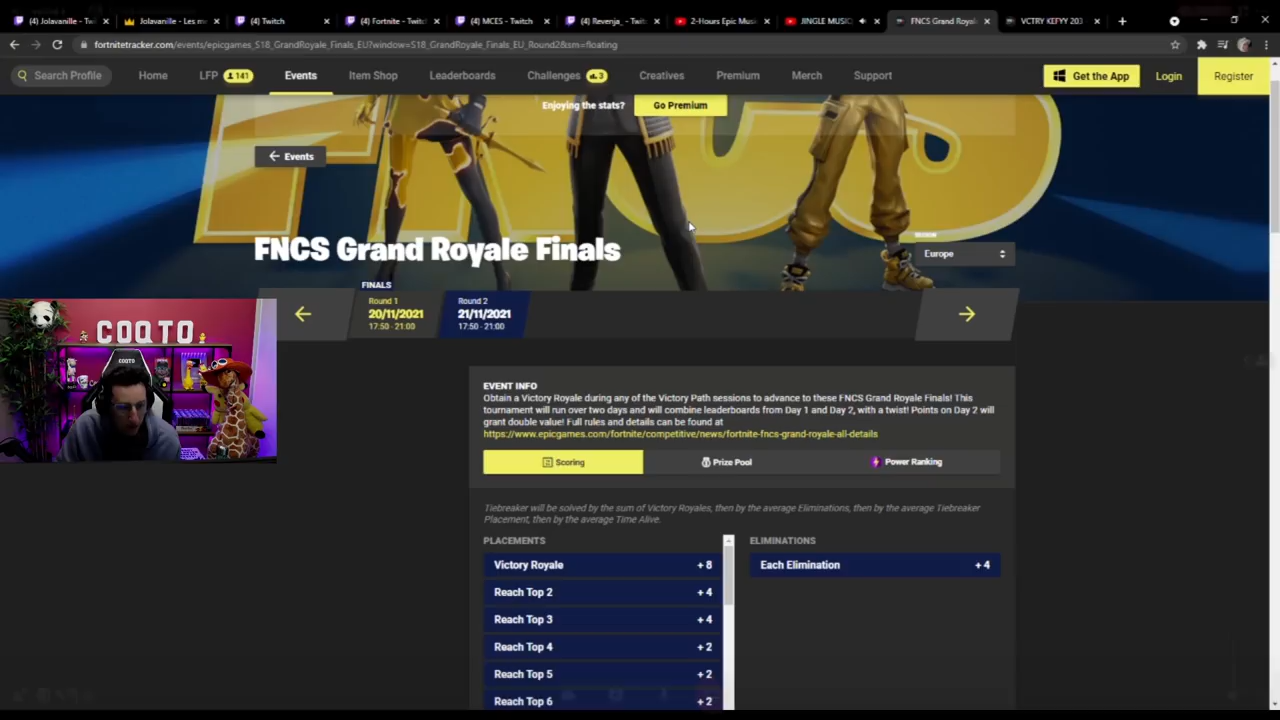 (4) Jolavanille - Twi
Jolavanille - Les m
(4) Twitch
(4) Fortnite - Twitc
(4) MCES - Twitch
(4) Revenja_ - Twitc
2-Hours Epic Mus
JINGLE MUSIC
FNCS Grand Royale
VCTRY KEFYY 203
fortnitetracker.com/events/epicgames_S18_GrandRoyale_Finals_EU?window=S18_GrandRoyale_Finals_EU_Round2&sm=floating
Search Profile
Home
LFP 141
Events
Item Shop
Leaderboards
Challenges 3
Creatives
Premium
Merch
Support
Get the App
Login
Register
Enjoying the stats?
Go Premium
Events
FNCS
FNCS Grand Royale Finals
REGION
Europe
FINALS
Round 1
20/11/2021
17:50 - 21:00
Round 2
21/11/2021
17:50 - 21:00
COQTO
COQTO
EVENT INFO
Obtain a Victory Royale during any of the Victory Path sessions to advance to these FNCS Grand Royale Finals! This
tournament will run over two days and will combine leaderboards from Day 1 and Day 2, with a twist! Points on Day 2 will
grant double value! Full rules and details can be found at
https://www.epicgames.com/fortnite/competitive/news/fortnite-fncs-grand-royale-all-details
Scoring
Prize Pool
Power Ranking
Tiebreaker will be solved by the sum of Victory Royales, then by the average Eliminations, then by the average Tiebreaker
Placement, then by the average Time Alive.
PLACEMENTS
Victory Royale + 8
Reach Top 2 + 4
Reach Top 3 + 4
Reach Top 4 + 2
Reach Top 5 + 2
Reach Top 6 + 2
ELIMINATIONS
Each Elimination + 4